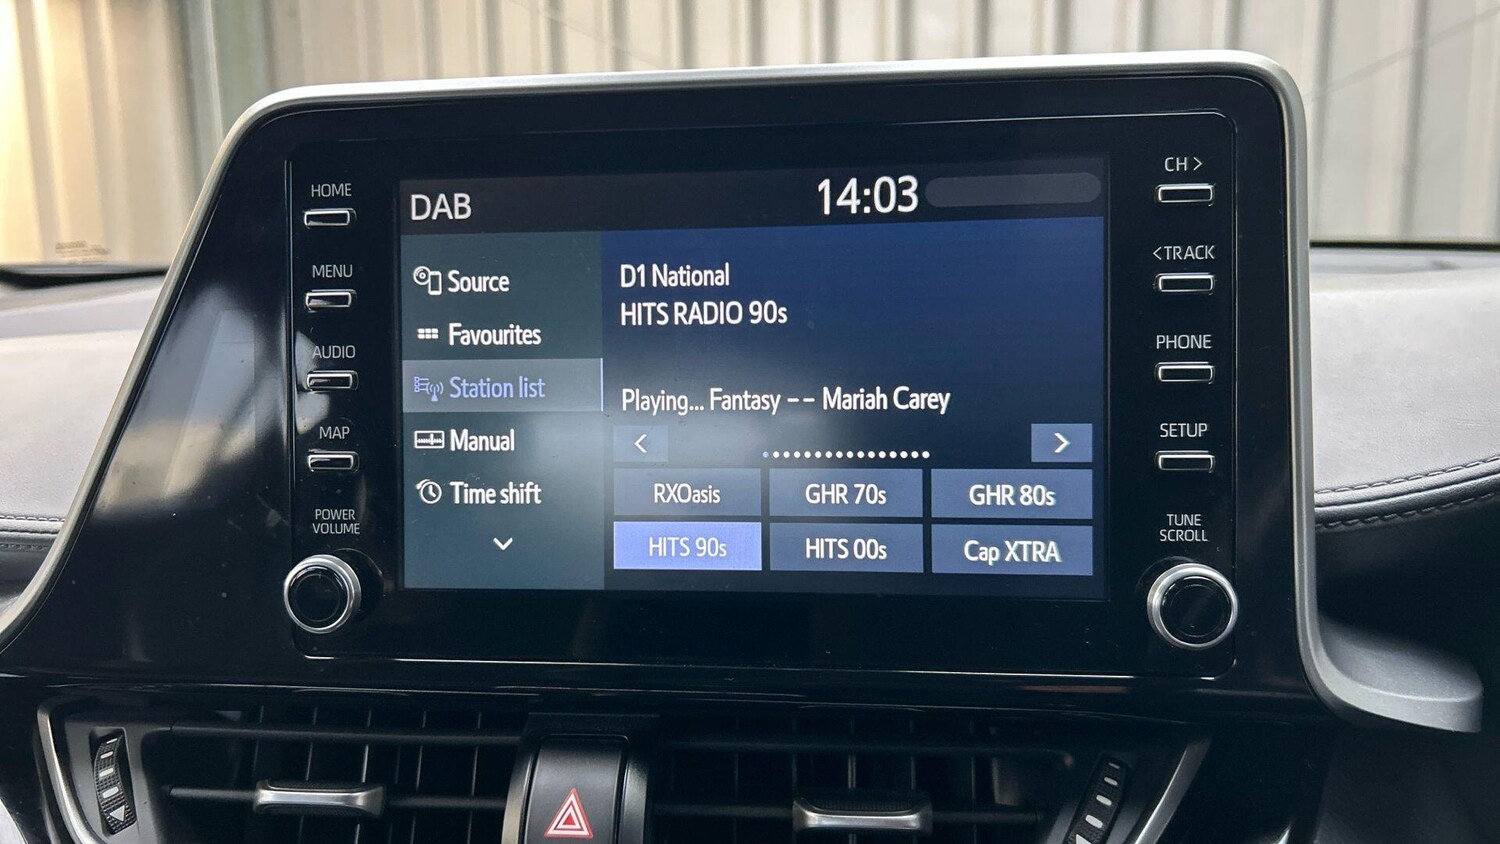 HOME
MENU
AUDIO
MAP
POWER
VOLUME
DAB
14:03
Source
Favourites
Station list
Manual
Time shift
D1 National
HITS RADIO 90s
Playing... Fantasy -- Mariah Carey
RXOasis
GHR 70s
GHR 80s
HITS 90s
HITS 00s
Cap XTRA
CH >
<TRACK
PHONE
SETUP
TUNE
SCROLL